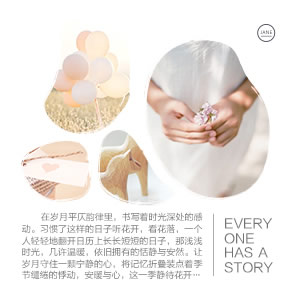 JANE
在岁月平仄韵律里，书写着时光深处的感
动。习惯了这样的日子听花开，看花落，一个
人轻轻地翻开日历上长长短短的日子，那浅浅
时光，几许温暖，依旧拥有的恬静与安然。让
岁月守住一颗宁静的心，将记忆折叠装点着季
节缱绻的悸动，安暖与心，这一季静待花开…
EVERY
ONE
HAS A
STORY